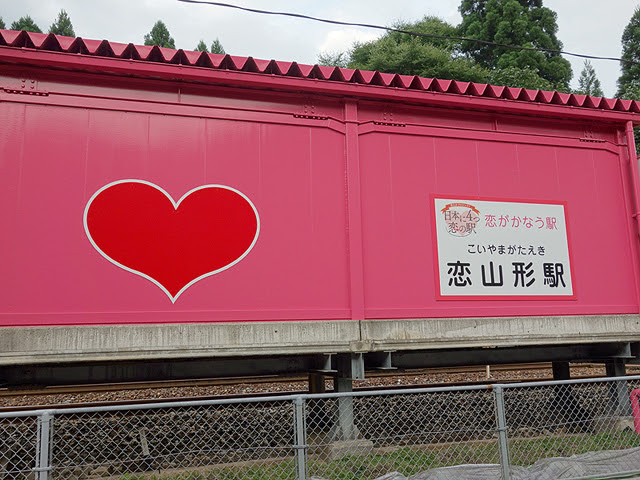 日本に4つ
恋の駅
恋がかなう駅
こいやまがたえき
恋山形駅